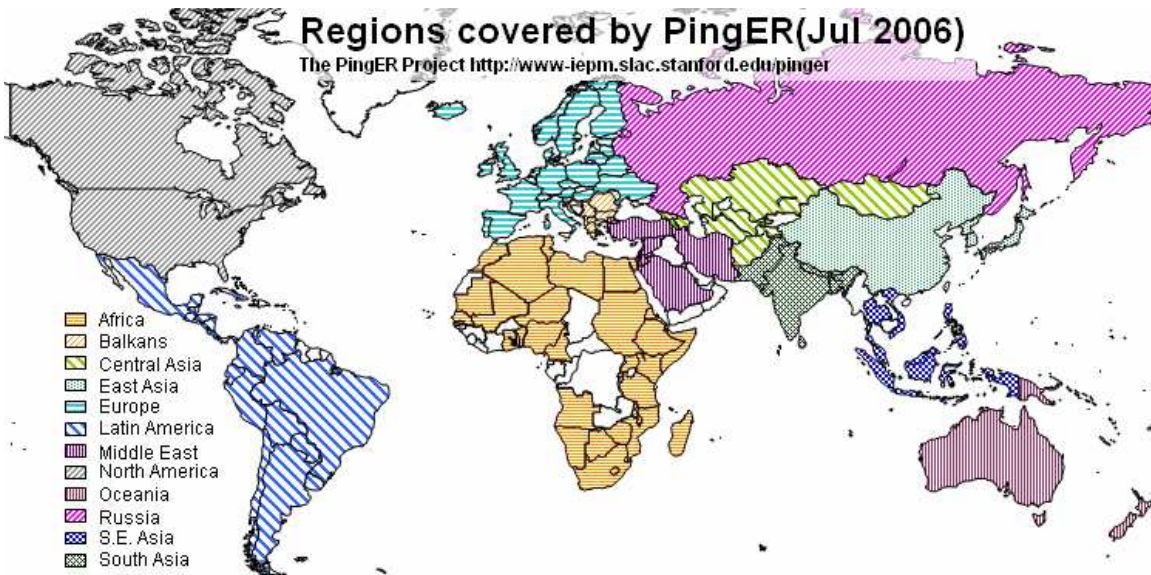 Regions covered by PingER(Jul 2006)
The PingER Project http://www-iepm.slac.stanford.edu/pinger
Africa
Balkans
Central Asia
East Asia
Europe
Latin America
Middle East
North America
Oceania
Russia
S.E. Asia
South Asia